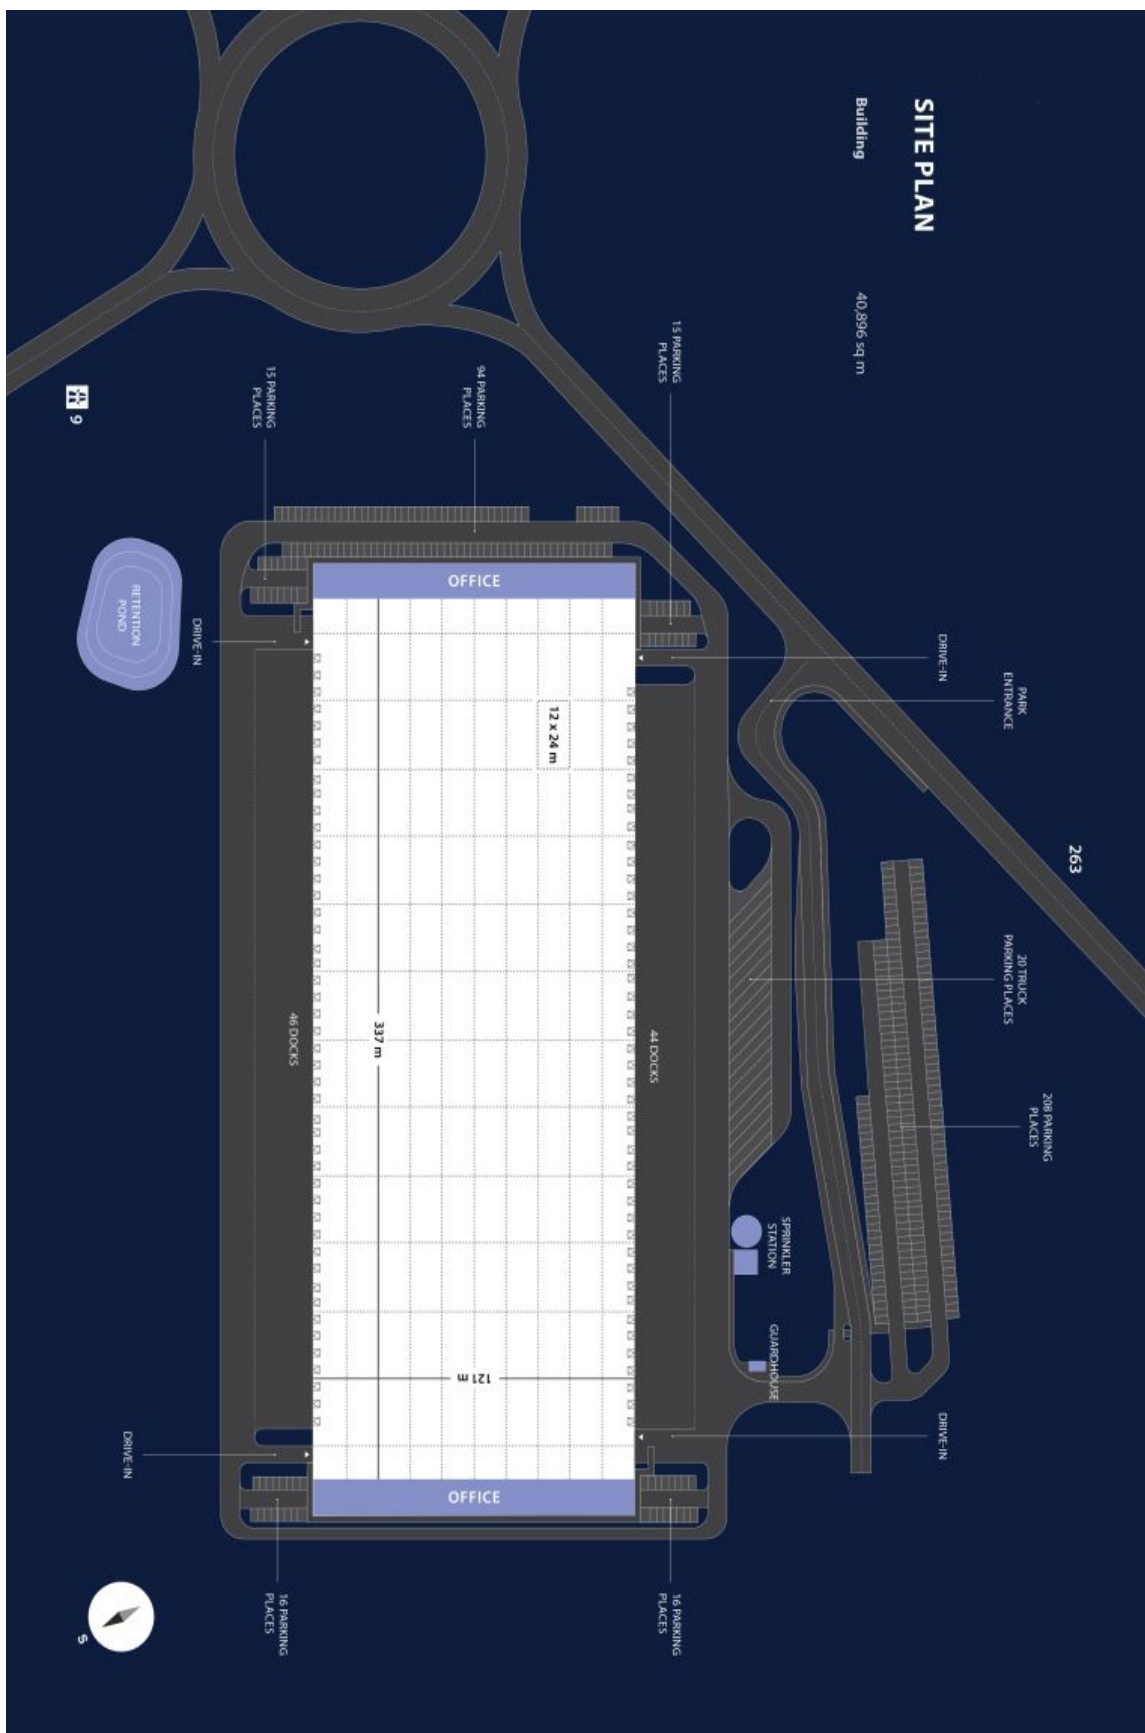 SITE PLAN
Building
40,896 sq m
15 PARKING
PLACES
94 PARKING
PLACES
15 PARKING
PLACES
9
RETENTION
POND
OFFICE
DRIVE-IN
DRIVE-IN
PARK
ENTRANCE
12 x 24 m
263
20 TRUCK
PARKING PLACES
46 DOCKS
337 m
44 DOCKS
208 PARKING
PLACES
SPRINKLER
STATION
GUARDHOUSE
121 m
DRIVE-IN
DRIVE-IN
OFFICE
16 PARKING
PLACES
16 PARKING
PLACES
S